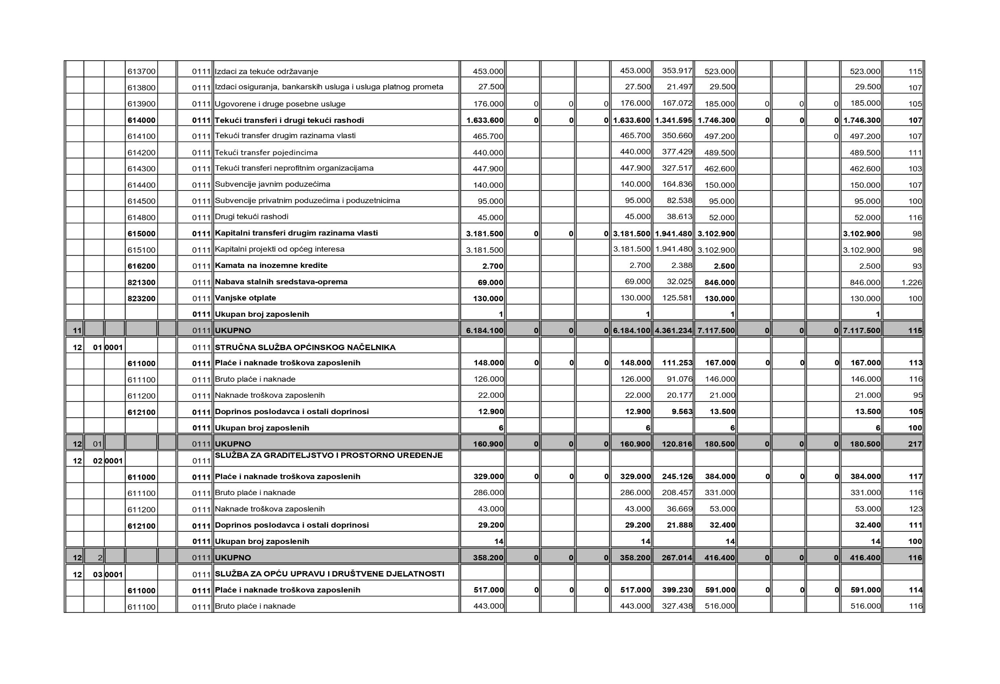 613700 0111 Izdaci za tekuće održavanje 453.000 453.000 353.917 523.000 523.000 115
613800 0111 Izdaci osiguranja, bankarskih usluga i usluga platnog prometa 27.500 27.500 21.497 29.500 29.500 107
613900 0111 Ugovorene i druge posebne usluge 176.000 0 0 0 176.000 167.072 185.000 0 0 0 185.000 105
614000 0111 Tekući transferi i drugi tekući rashodi 1.633.600 0 0 0 1.633.600 1.341.595 1.746.300 0 0 0 1.746.300 107
614100 0111 Tekući transfer drugim razinama vlasti 465.700 465.700 350.660 497.200 0 497.200 107
614200 0111 Tekući transfer pojedincima 440.000 440.000 377.429 489.500 489.500 111
614300 0111 Tekući transferi neprofitnim organizacijama 447.900 447.900 327.517 462.600 462.600 103
614400 0111 Subvencije javnim poduzećima 140.000 140.000 164.836 150.000 150.000 107
614500 0111 Subvencije privatnim poduzećima i poduzetnicima 95.000 95.000 82.538 95.000 95.000 100
614800 0111 Drugi tekući rashodi 45.000 45.000 38.613 52.000 52.000 116
615000 0111 Kapitalni transferi drugim razinama vlasti 3.181.500 0 0 0 3.181.500 1.941.480 3.102.900 3.102.900 98
615100 0111 Kapitalni projekti od općeg interesa 3.181.500 3.181.500 1.941.480 3.102.900 3.102.900 98
616200 0111 Kamata na inozemne kredite 2.700 2.700 2.388 2.500 2.500 93
821300 0111 Nabava stalnih sredstava-oprema 69.000 69.000 32.025 846.000 846.000 1.226
823200 0111 Vanjske otplate 130.000 130.000 125.581 130.000 130.000 100
0111 Ukupan broj zaposlenih 1 1 1 1
11 0111 UKUPNO 6.184.100 0 0 0 6.184.100 4.361.234 7.117.500 0 0 0 7.117.500 115
12 01 0001 0111 STRUČNA SLUŽBA OPĆINSKOG NAČELNIKA
611000 0111 Plaće i naknade troškova zaposlenih 148.000 0 0 0 148.000 111.253 167.000 0 0 0 167.000 113
611100 0111 Bruto plaće i naknade 126.000 126.000 91.076 146.000 146.000 116
611200 0111 Naknade troškova zaposlenih 22.000 22.000 20.177 21.000 21.000 95
612100 0111 Doprinos poslodavca i ostali doprinosi 12.900 12.900 9.563 13.500 13.500 105
0111 Ukupan broj zaposlenih 6 6 6 6 100
12 01 0111 UKUPNO 160.900 0 0 0 160.900 120.816 180.500 0 0 0 180.500 217
12 02 0001 0111 SLUŽBA ZA GRADITELJSTVO I PROSTORNO UREĐENJE
611000 0111 Plaće i naknade troškova zaposlenih 329.000 0 0 0 329.000 245.126 384.000 0 0 0 384.000 117
611100 0111 Bruto plaće i naknade 286.000 286.000 208.457 331.000 331.000 116
611200 0111 Naknade troškova zaposlenih 43.000 43.000 36.669 53.000 53.000 123
612100 0111 Doprinos poslodavca i ostali doprinosi 29.200 29.200 21.888 32.400 32.400 111
0111 Ukupan broj zaposlenih 14 14 14 14 100
12 2 0111 UKUPNO 358.200 0 0 0 358.200 267.014 416.400 0 0 0 416.400 116
12 03 0001 0111 SLUŽBA ZA OPĆU UPRAVU I DRUŠTVENE DJELATNOSTI
611000 0111 Plaće i naknade troškova zaposlenih 517.000 0 0 0 517.000 399.230 591.000 0 0 0 591.000 114
611100 0111 Bruto plaće i naknade 443.000 443.000 327.438 516.000 516.000 116